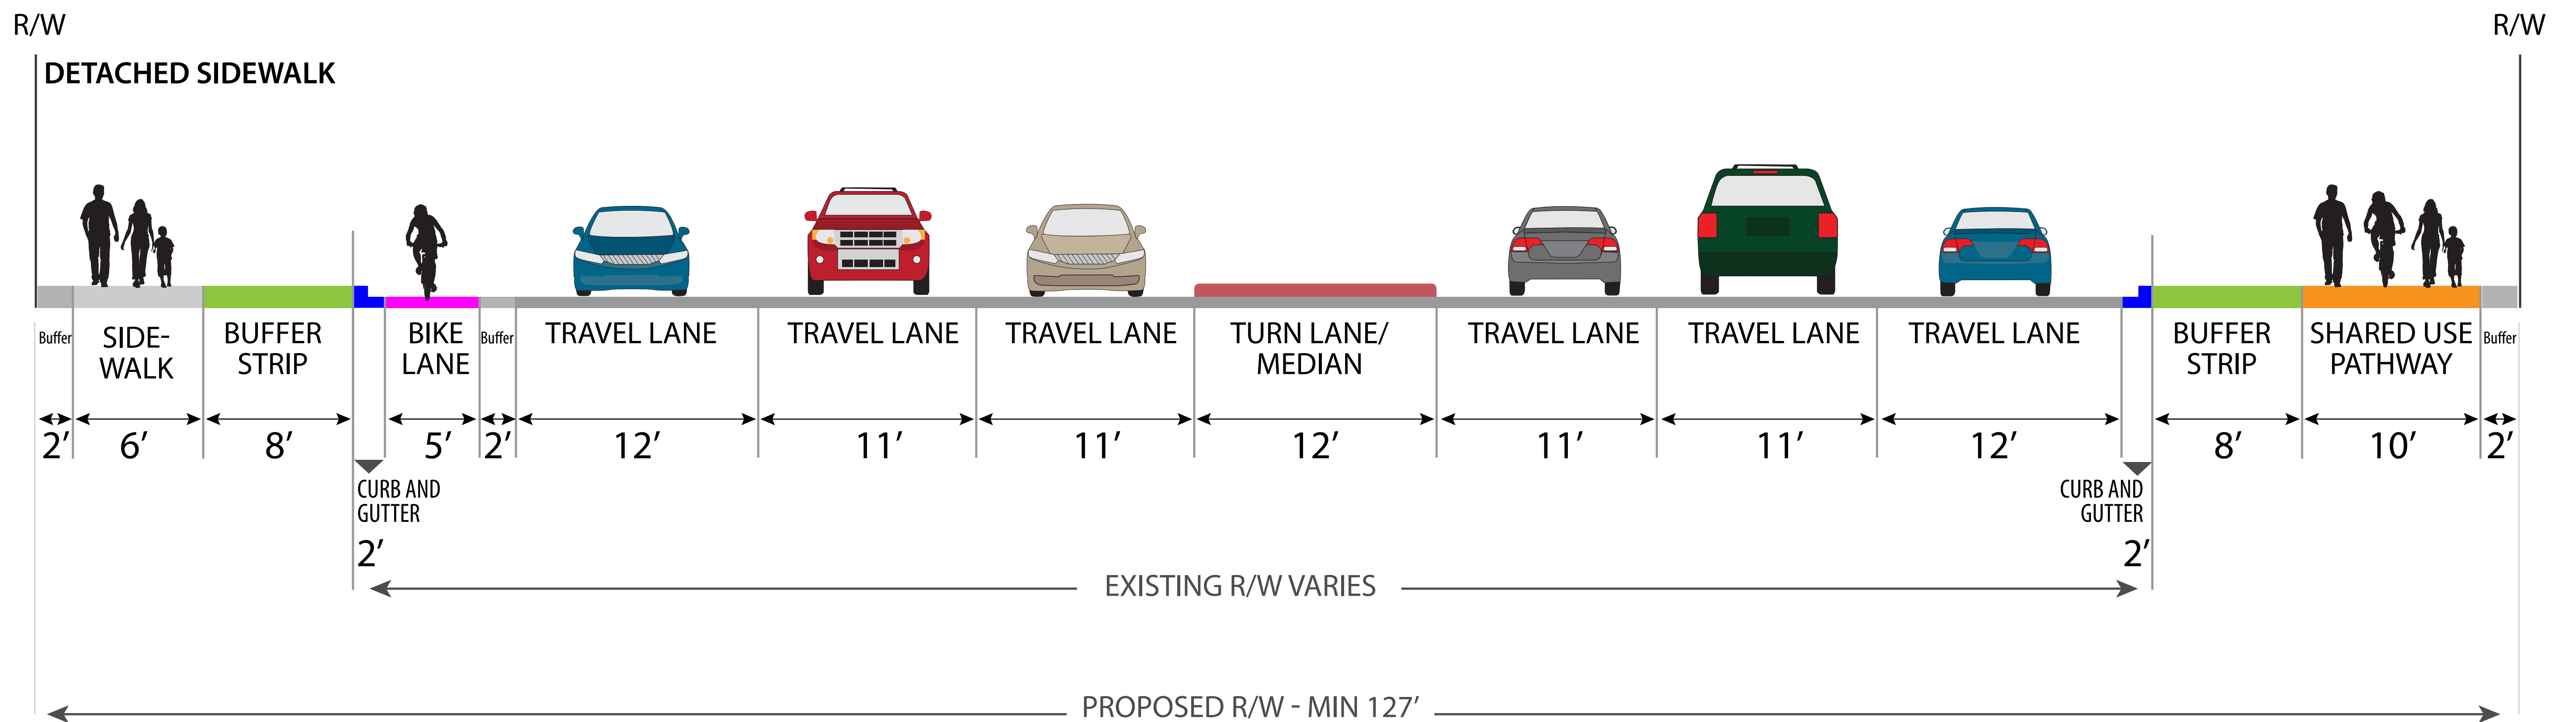 R/W
R/W
DETACHED SIDEWALK
Buffer
SIDE-
WALK
BUFFER
STRIP
BIKE
LANE
Buffer
TRAVEL LANE
TRAVEL LANE
TRAVEL LANE
TURN LANE/
MEDIAN
TRAVEL LANE
TRAVEL LANE
TRAVEL LANE
BUFFER
STRIP
SHARED USE
PATHWAY
Buffer
2’
6’
8’
5’
2’
12’
11’
11’
12’
11’
11’
12’
8’
10’
2’
CURB AND
GUTTER
2’
CURB AND
GUTTER
2’
EXISTING R/W VARIES
PROPOSED R/W - MIN 127’